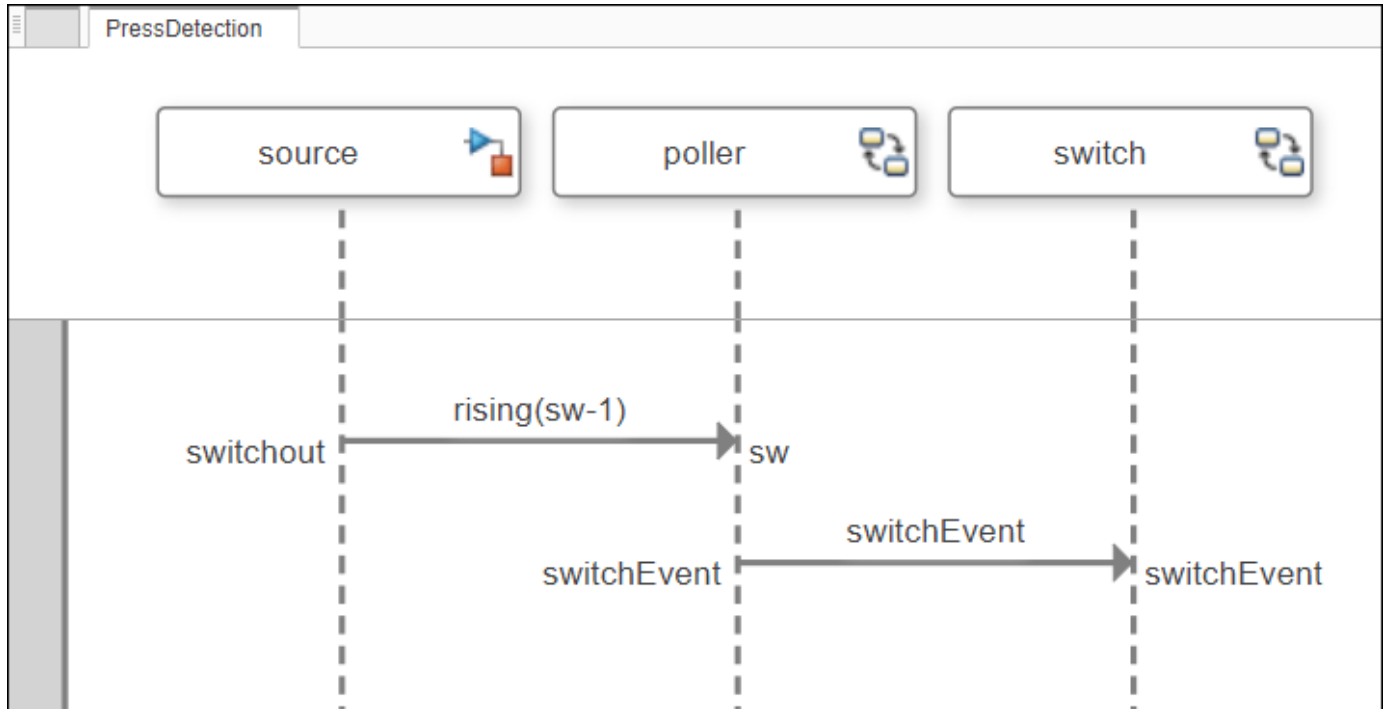 PressDetection
source
poller
switch
rising(sw-1)
switchout
sw
switchEvent
switchEvent
switchEvent